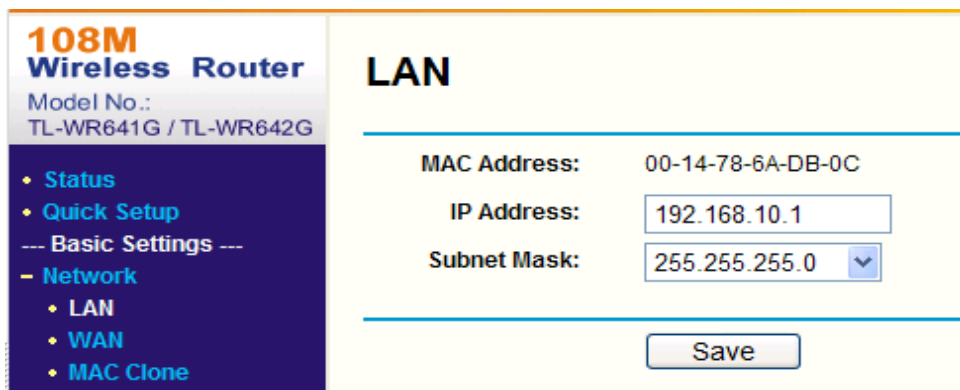 108M
Wireless Router
Model No.:
TL-WR641G / TL-WR642G
• Status
• Quick Setup
--- Basic Settings ---
– Network
• LAN
• WAN
• MAC Clone
LAN
MAC Address: 00-14-78-6A-DB-0C
IP Address: 192.168.10.1
Subnet Mask: 255.255.255.0
Save